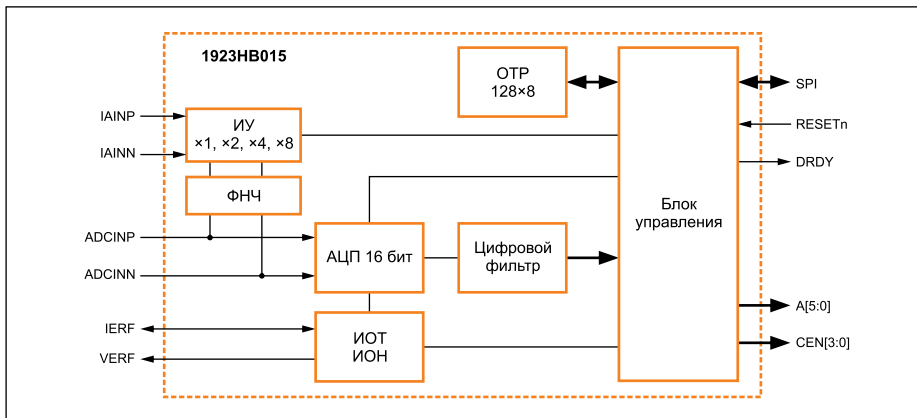 1923НВ015
ОТР
128×8
SPI
IAINP
ИУ
×1, ×2, ×4, ×8
RESETn
IAINN
DRDY
ФНЧ
Блок
управления
ADCINP
АЦП 16 бит
Цифровой
фильтр
ADCINN
A[5:0]
IERF
ИОТ
ИОН
CEN[3:0]
VERF